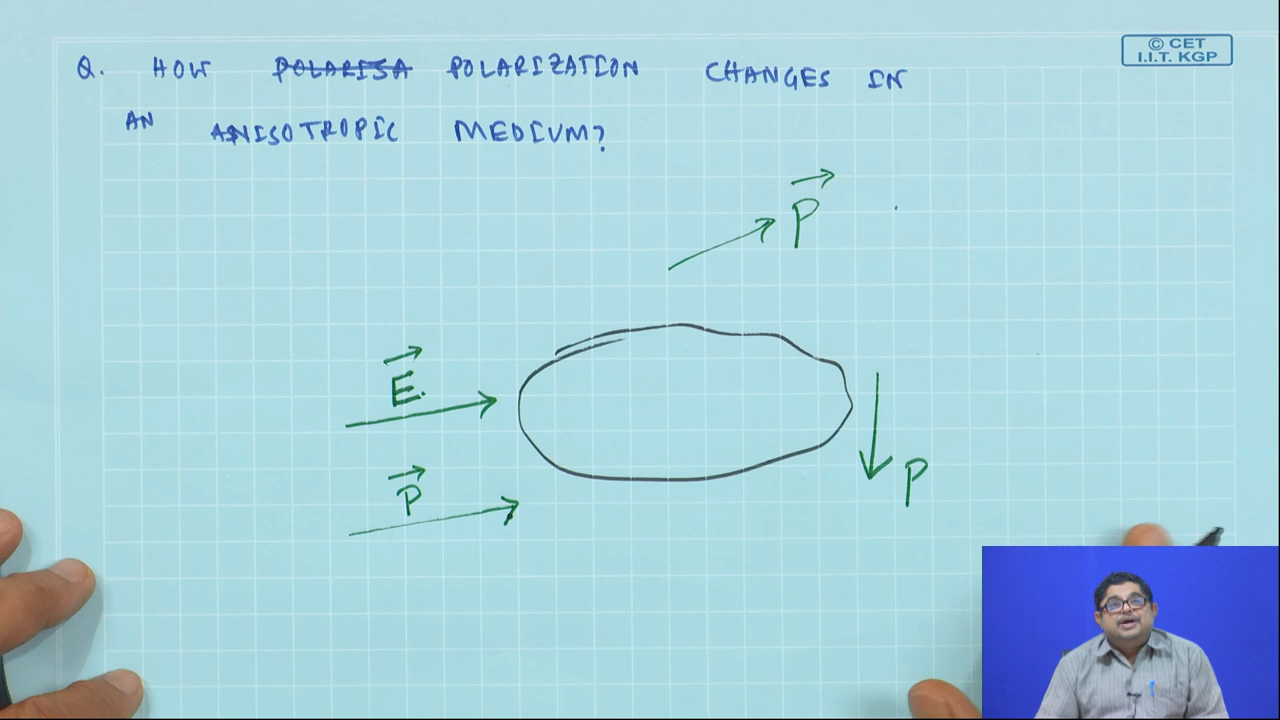 Q. HOW POLARISA POLARIZATION CHANGES IN
AN ANISOTROPIC MEDIUM?
© CET
I.I.T. KGP
P
E.
P
P